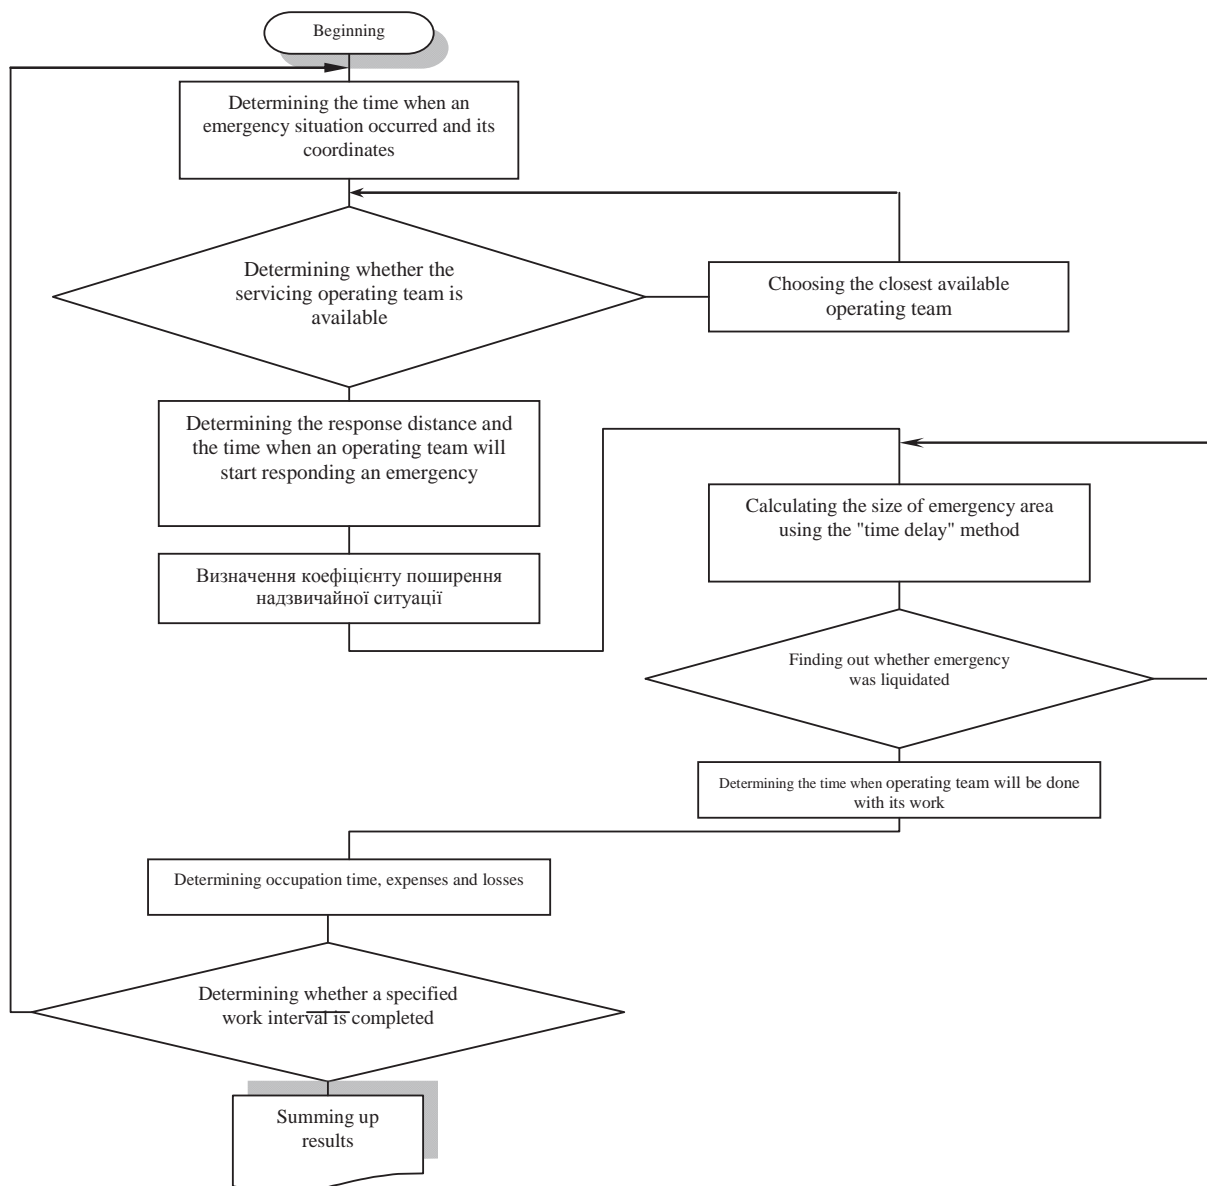 Beginning
Determining the time when an
emergency situation occurred and its
coordinates
Determining whether the
servicing operating team is
available
Choosing the closest available
operating team
Determining the response distance and
the time when an operating team will
start responding an emergency
Визначення коефіцієнту поширення
надзвичайної ситуації
Calculating the size of emergency area
using the "time delay" method
Finding out whether emergency
was liquidated
Determining the time when operating team will be done
with its work
Determining occupation time, expenses and losses
Determining whether a specified
work interval is completed
Summing up
results